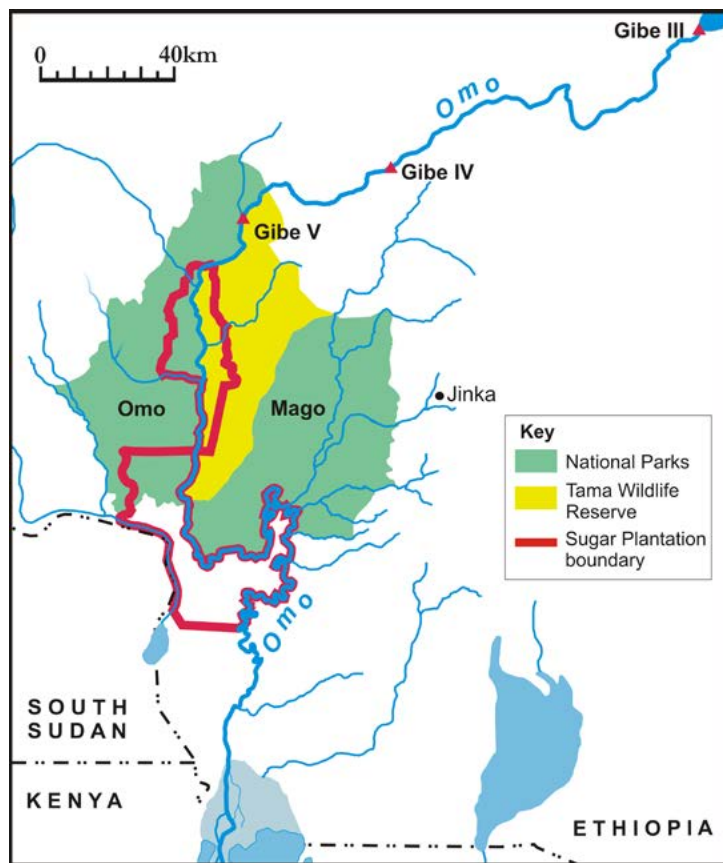 Gibe III
0 40km
Omo
Gibe IV
Gibe V
Omo
Mago
Jinka
Key
National Parks
Tama Wildlife
Reserve
Sugar Plantation
boundary
Omo
SOUTH
SUDAN
KENYA
ETHIOPIA